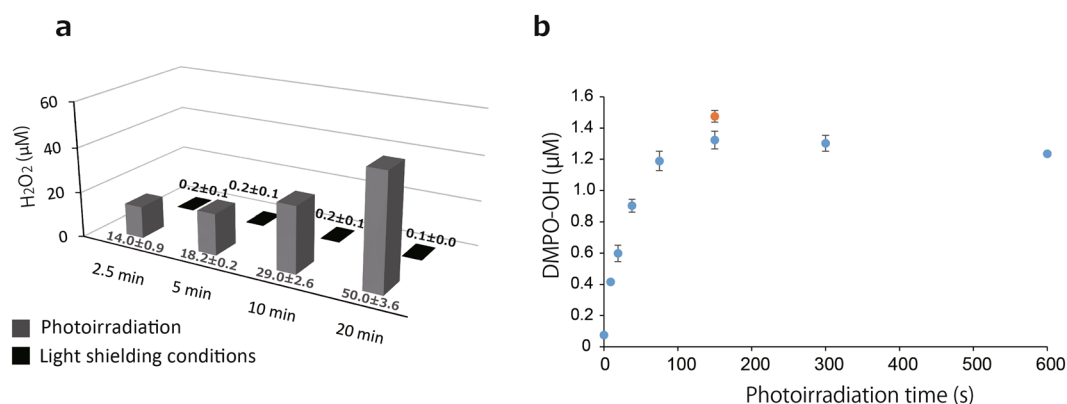 a
60
40
20
0
H2O2 (µM)
0.2±0.1
0.2±0.1
0.2±0.1
0.1±0.0
14.0±0.9
18.2±0.2
29.0±2.6
50.0±3.6
2.5 min
5 min
10 min
20 min
Photoirradiation
Light shielding conditions
b
1.6
1.4
1.2
1.0
0.8
0.6
0.4
0.2
0
DMPO-OH (µM)
0 100 200 300 400 500 600
Photoirradiation time (s)